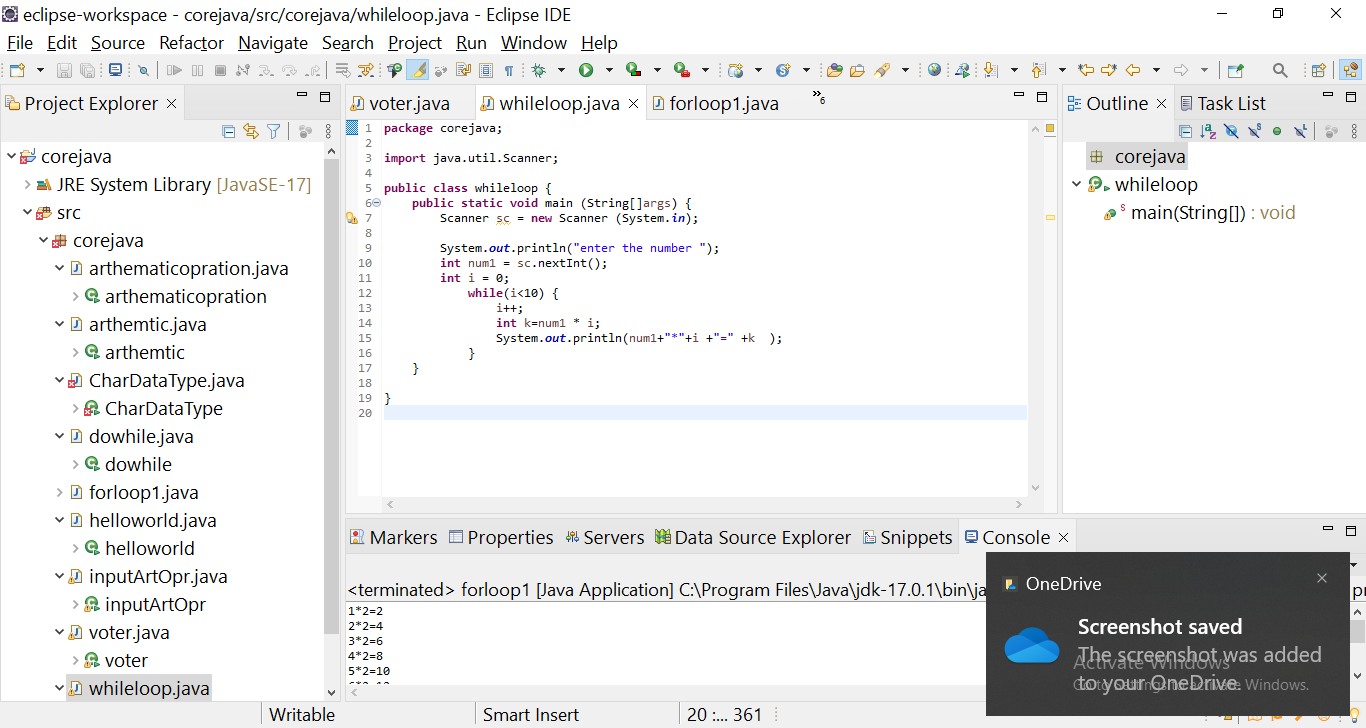 eclipse-workspace - corejava/src/corejava/whileloop.java - Eclipse IDE
File Edit Source Refactor Navigate Search Project Run Window Help
Project Explorer
corejava
JRE System Library [JavaSE-17]
src
corejava
arthematicopration.java
arthematicopration
arthemtic.java
arthemtic
CharDataType.java
CharDataType
dowhile.java
dowhile
forloop1.java
helloworld.java
helloworld
inputArtOpr.java
inputArtOpr
voter.java
voter
whileloop.java
voter.java whileloop.java forloop1.java »6
1 package corejava;
2
3 import java.util.Scanner;
4
5 public class whileloop {
6 public static void main (String[]args) {
7 Scanner sc = new Scanner (System.in);
8
9 System.out.println("enter the number ");
10 int num1 = sc.nextInt();
11 int i = 0;
12 while(i<10) {
13 i++;
14 int k=num1 * i;
15 System.out.println(num1+"*"+i +"=" +k  );
16 }
17 }
18
19 }
20
Outline Task List
corejava
whileloop
main(String[]) : void
Markers Properties Servers Data Source Explorer Snippets Console
<terminated> forloop1 [Java Application] C:\Program Files\Java\jdk-17.0.1\bin\ja
1*2=2
2*2=4
3*2=6
4*2=8
5*2=10
OneDrive
Screenshot saved
The screenshot was added
to your OneDrive.
Activate Windows
Go to Settings to activate Windows.
Writable Smart Insert 20 :... 361